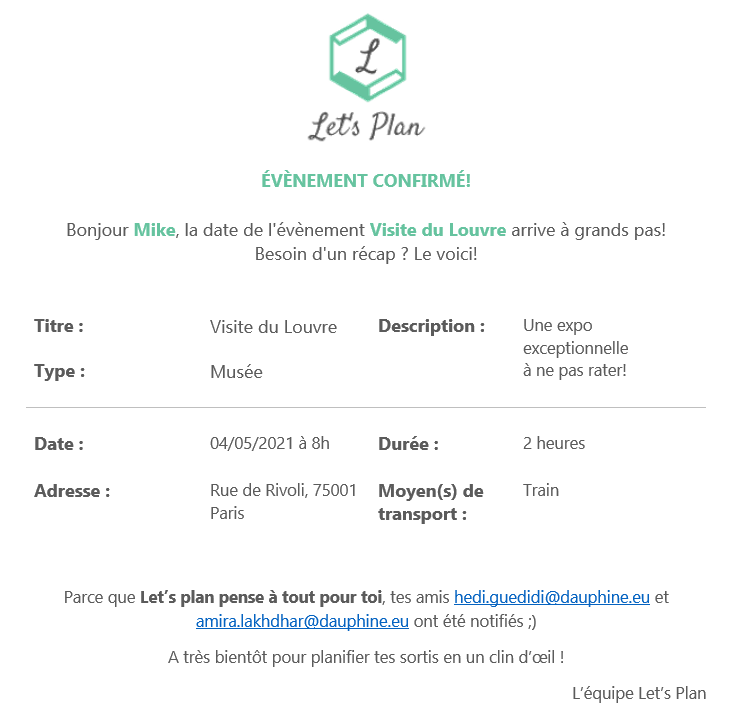 L
Let's Plan
ÉVÈNEMENT CONFIRMÉ!
Bonjour Mike, la date de l'évènement Visite du Louvre arrive à grands pas!
Besoin d'un récap ? Le voici!
Titre : Visite du Louvre Description : Une expo
exceptionnelle
à ne pas rater!
Type : Musée
Date : 04/05/2021 à 8h Durée : 2 heures
Adresse : Rue de Rivoli, 75001 Moyen(s) de Train
Paris transport :
Parce que Let’s plan pense à tout pour toi, tes amis hedi.guedidi@dauphine.eu et
amira.lakhdhar@dauphine.eu ont été notifiés ;)
A très bientôt pour planifier tes sortis en un clin d’œil !
L’équipe Let’s Plan